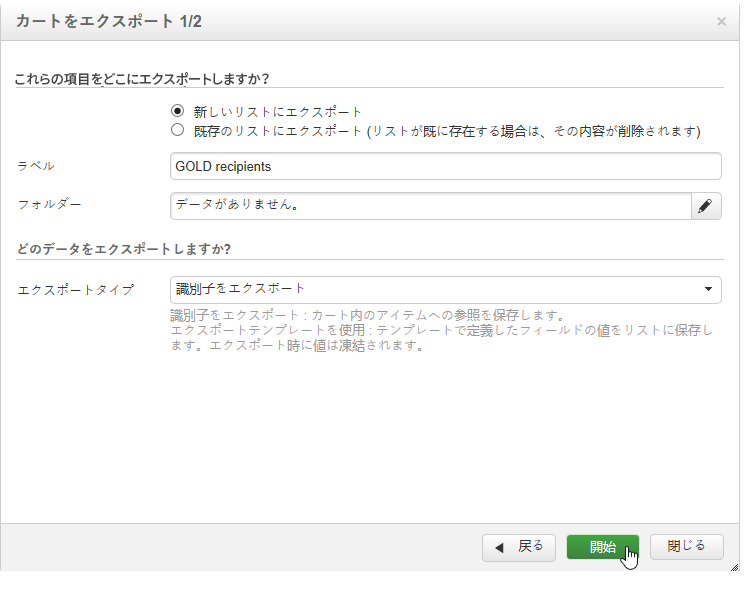 カートをエクスポート 1/2
×
これらの項目をどこにエクスポートしますか?
新しいリストにエクスポート
既存のリストにエクスポート (リストが既に存在する場合は、その内容が削除されます)
ラベル
GOLD recipients
フォルダー
データがありません。
どのデータをエクスポートしますか?
エクスポートタイプ
識別子をエクスポート
識別子をエクスポート : カート内のアイテムへの参照を保存します。
エクスポートテンプレートを使用 : テンプレートで定義したフィールドの値をリストに保存し
ます。エクスポート時に値は凍結されます。
戻る
開始
閉じる